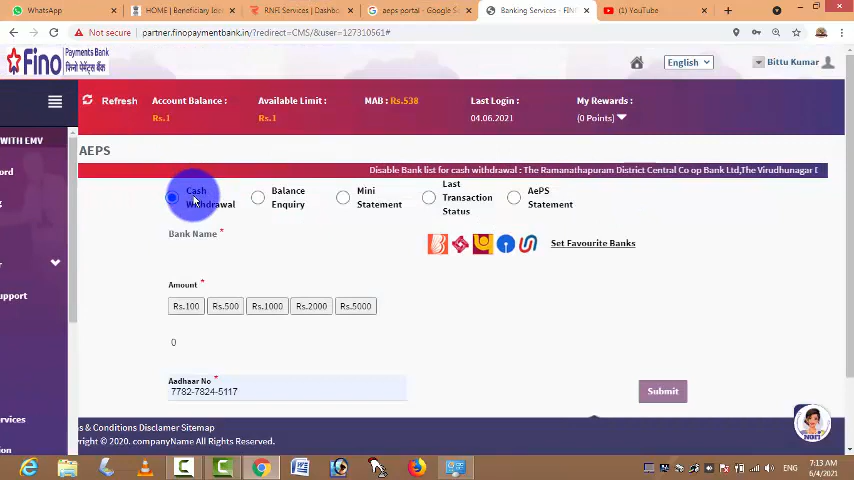 WhatsApp
HOME | Beneficiary Ide
RNFI Services | Dashbo
aeps portal - Google Se
Banking Services - FINE
(1) YouTube
Not secure
partner.finopaymentbank.in/?redirect=CMS/&user=127310561#
Fino Payments Bank
फिनो पेमेंट्स बैंक
English
Bittu Kumar
Refresh
Account Balance :
Rs.1
Available Limit :
Rs.1
MAB : Rs.538
Last Login :
04.06.2021
My Rewards :
(0 Points)
WITH EMV
AEPS
Disable Bank list for cash withdrawal : The Ramanathapuram District Central Co op Bank Ltd,The Virudhunagar D
Cash
Withdrawal
Balance
Enquiry
Mini
Statement
Last
Transaction
Status
AePS
Statement
Bank Name *
Set Favourite Banks
Amount *
Rs.100
Rs.500
Rs.1000
Rs.2000
Rs.5000
0
Aadhaar No *
7782-7824-5117
Submit
upport
ervices
s & Conditions Disclamer Sitemap
yright © 2020. companyName All Rights Reserved.
ENG
7:13 AM
6/4/2021